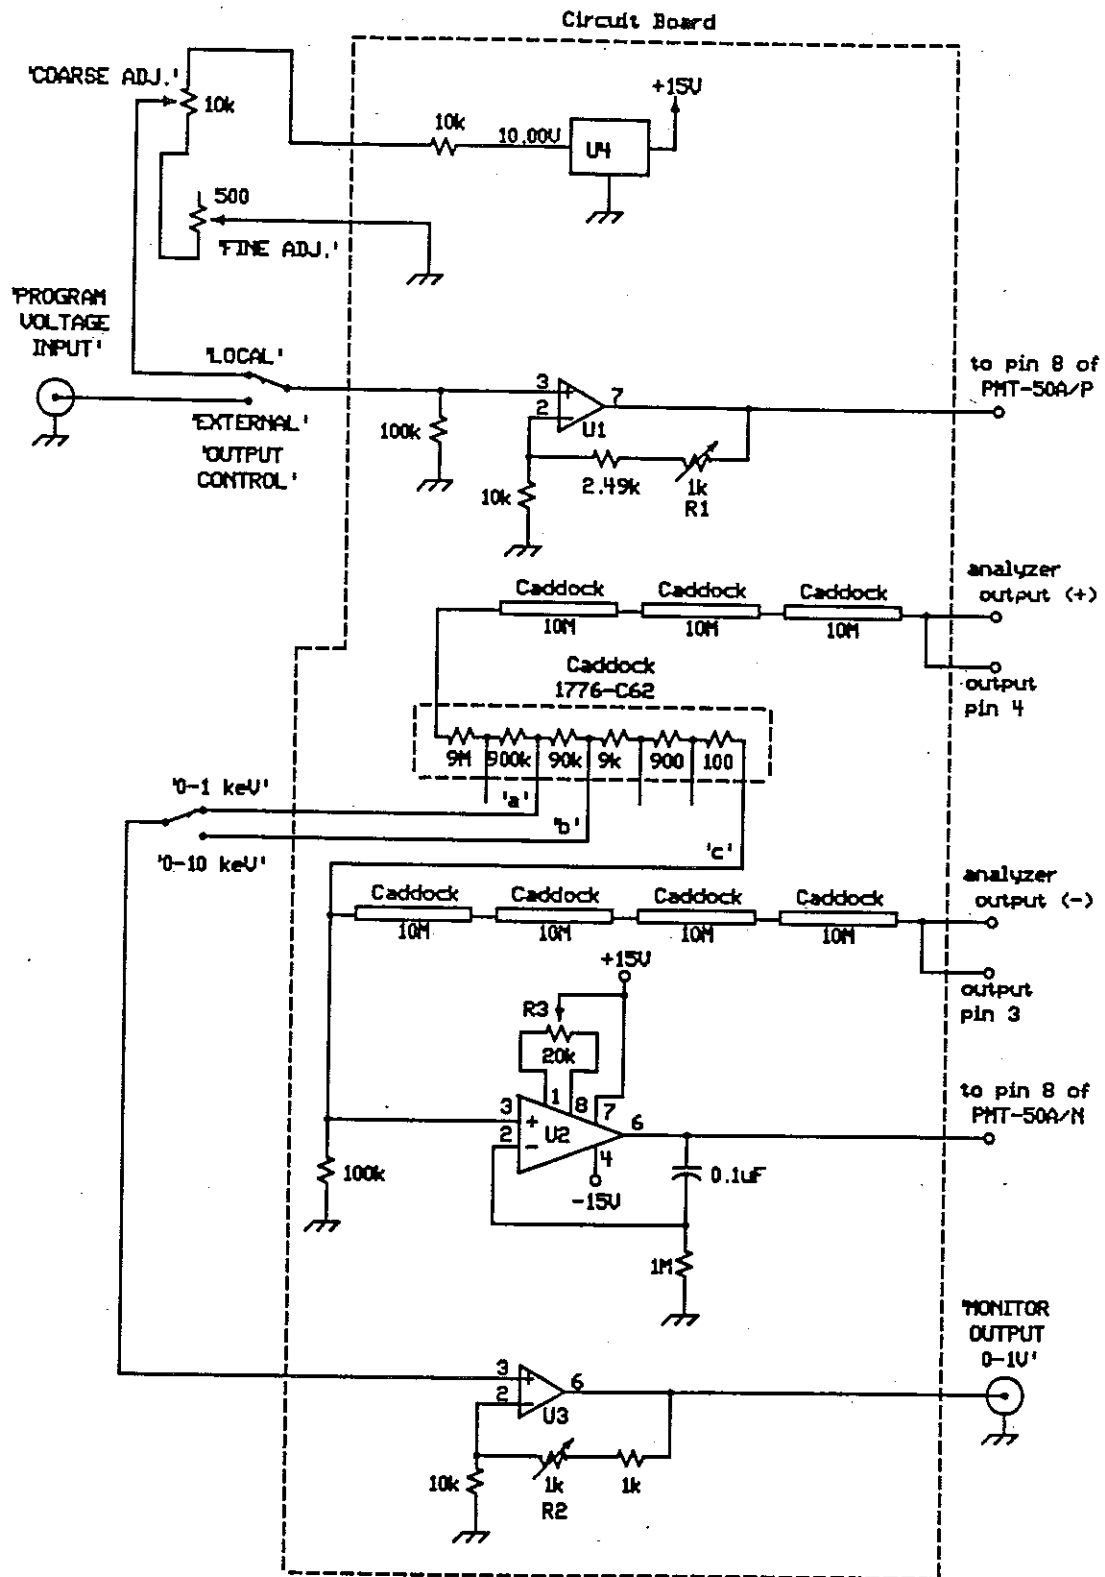 Circuit Board
'COARSE ADJ.'
10k
+15V
10k
10.00V
U4
500
'FINE ADJ.'
'PROGRAM
VOLTAGE
INPUT'
'LOCAL'
'EXTERNAL'
'OUTPUT
CONTROL'
100k
3
+
2
-
7
U1
to pin 8 of
PMT-50A/P
2.49k
1k
R1
10k
analyzer
output (+)
Caddock
Caddock
Caddock
10M
10M
10M
output
pin 4
Caddock
1776-C62
9M
900k
90k
9k
900
100
'a'
'b'
'c'
'0-1 keV'
'0-10 keV'
analyzer
output (-)
Caddock
Caddock
Caddock
Caddock
10M
10M
10M
10M
output
pin 3
+15V
R3
20k
1
8
7
3
+
2
-
U2
6
4
-15V
to pin 8 of
PMT-50A/N
100k
0.1uF
1M
'MONITOR
OUTPUT
0-1V'
3
+
2
-
6
U3
10k
1k
R2
1k